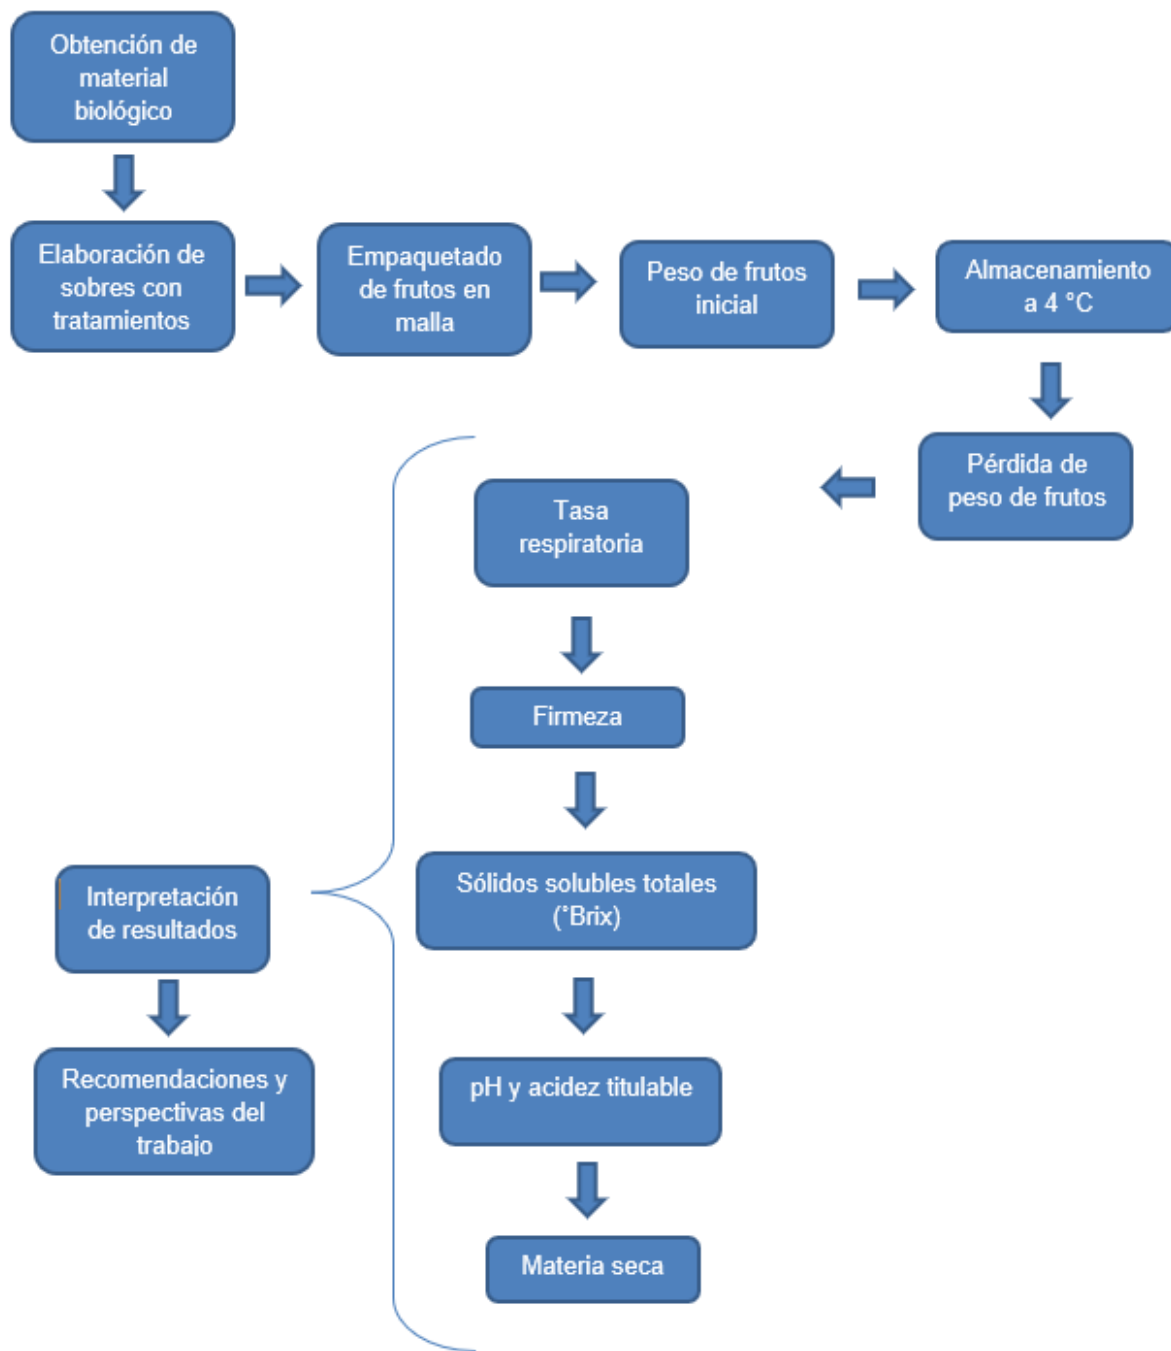 Obtención de
material
biológico
Elaboración de
sobres con
tratamientos
Empaquetado
de frutos en
malla
Peso de frutos
inicial
Almacenamiento
a 4 °C
Pérdida de
peso de frutos
Tasa
respiratoria
Firmeza
Sólidos solubles totales
(°Brix)
pH y acidez titulable
Materia seca
Interpretación
de resultados
Recomendaciones y
perspectivas del
trabajo